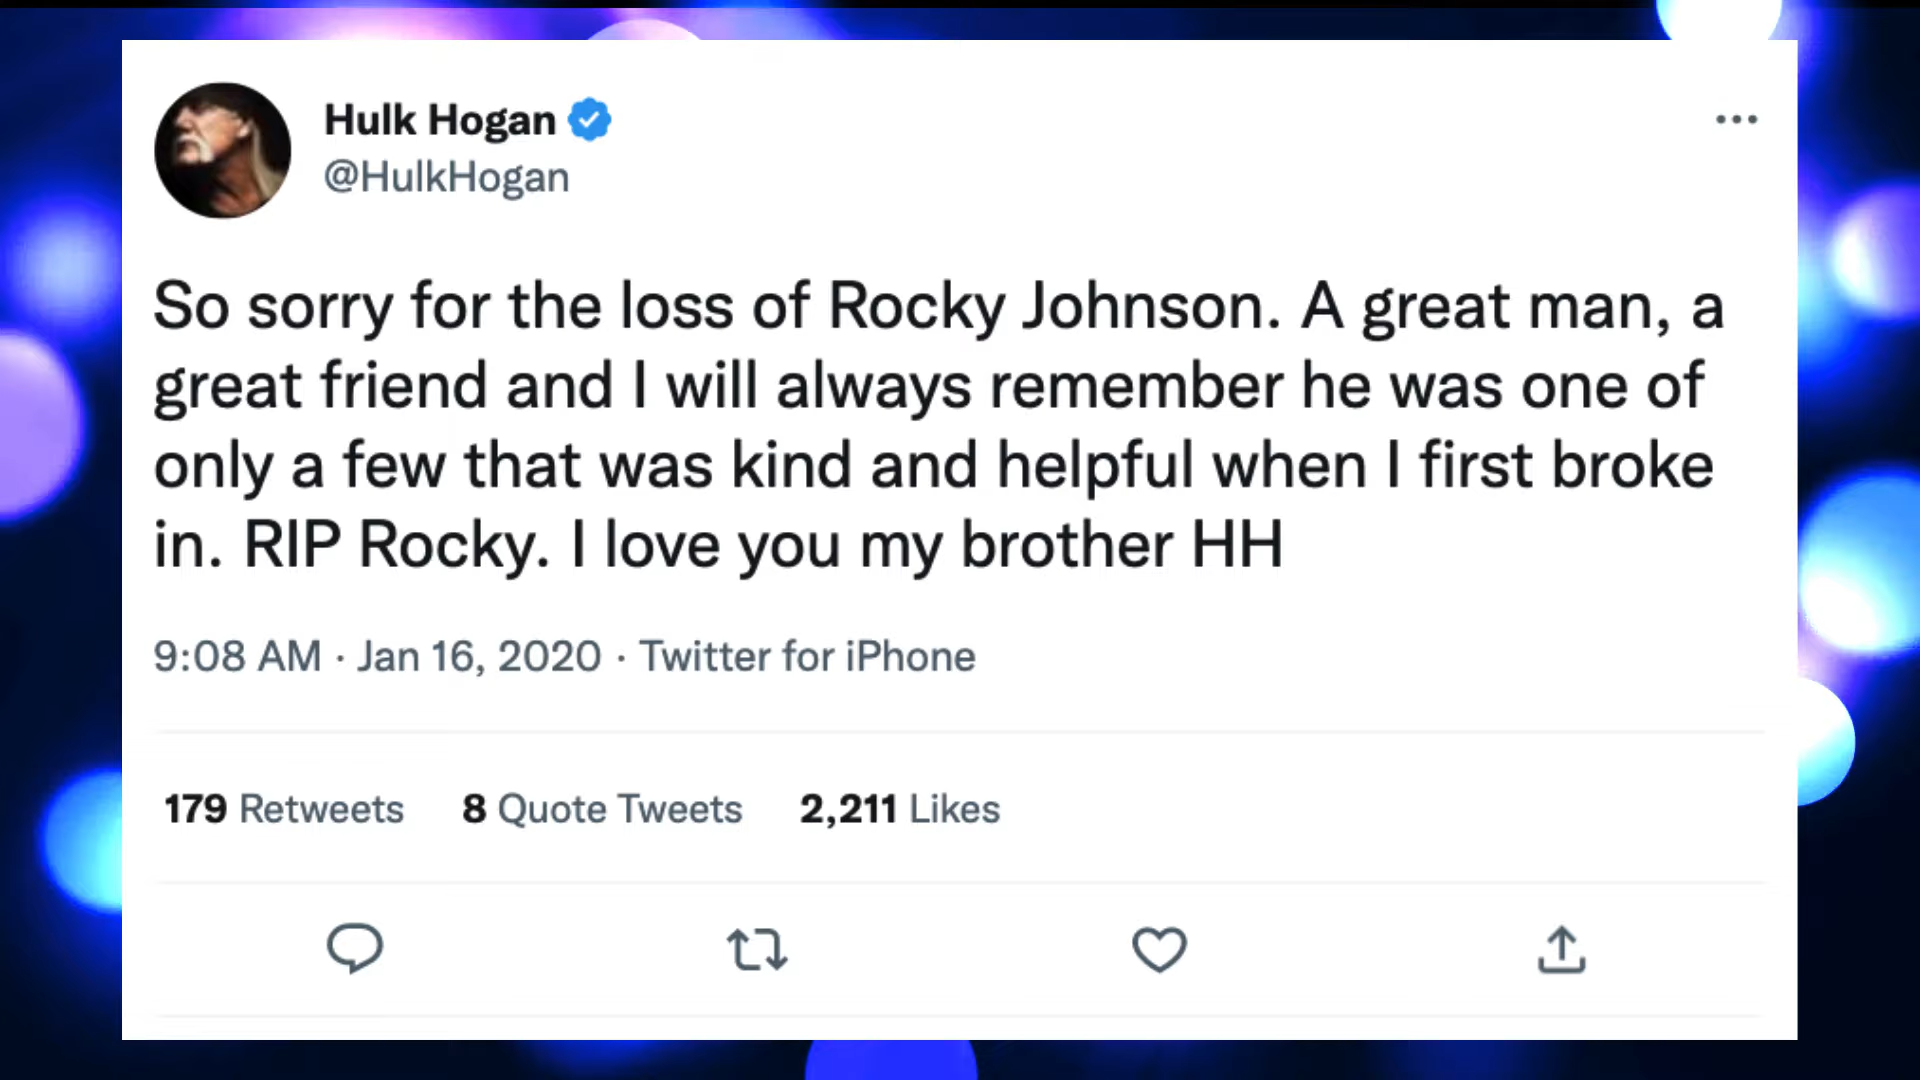 Hulk Hogan
@HulkHogan
So sorry for the loss of Rocky Johnson. A great man, a
great friend and I will always remember he was one of
only a few that was kind and helpful when I first broke
in. RIP Rocky. I love you my brother HH
9:08 AM · Jan 16, 2020 · Twitter for iPhone
179 Retweets 8 Quote Tweets 2,211 Likes